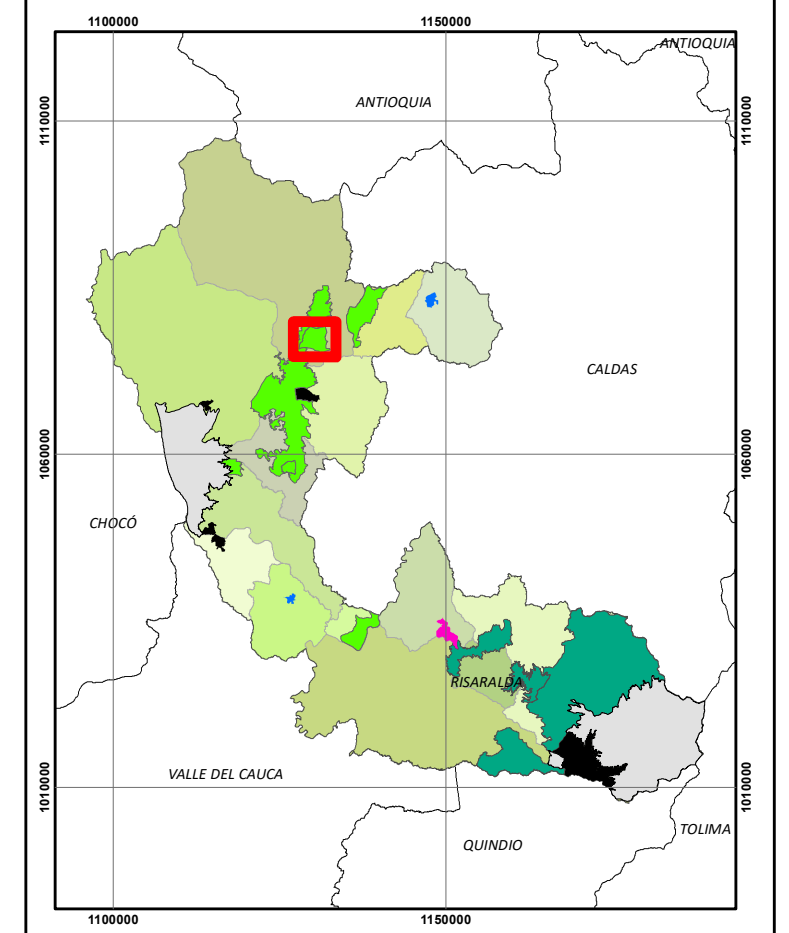 1100000
1150000
ANTIOQUIA
ANTIOQUIA
1110000
1110000
CALDAS
1060000
1060000
CHOCÓ
RISARALDA
VALLE DEL CAUCA
1010000
1010000
TOLIMA
QUINDIO
1100000
1150000